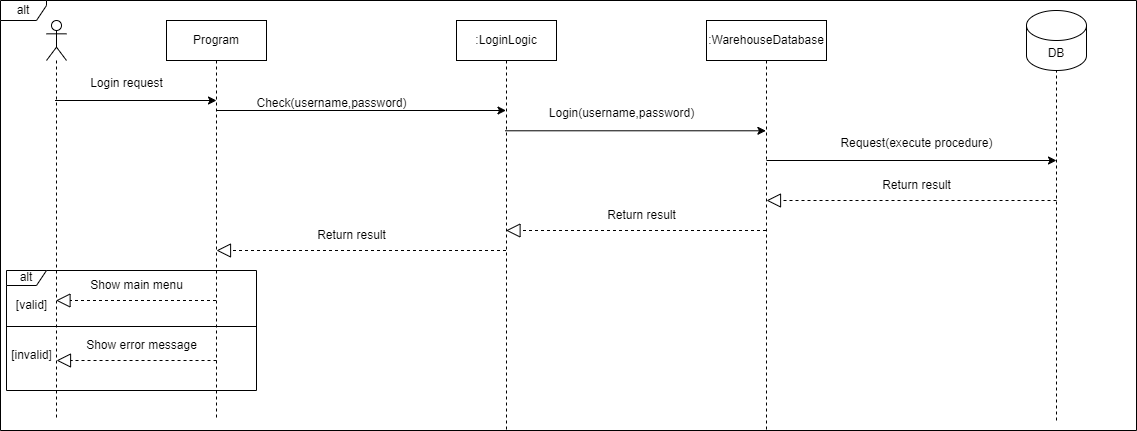 alt
Program
:LoginLogic
:WarehouseDatabase
DB
Login request
Check(username,password)
Login(username,password)
Request(execute procedure)
Return result
Return result
Return result
alt
Show main menu
[valid]
Show error message
[invalid]